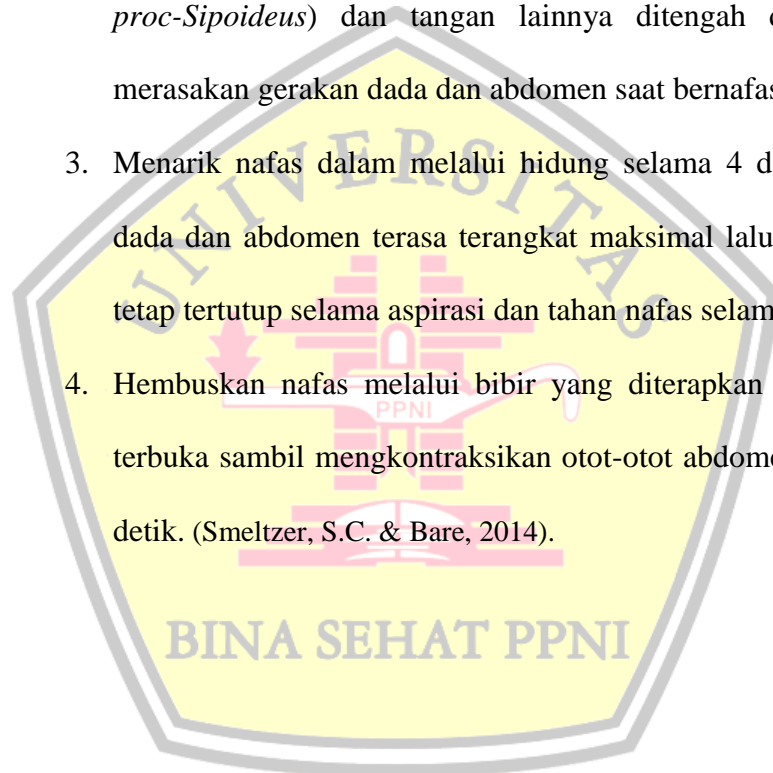 proc-Sipoideus) dan tangan lainnya ditengah
merasakan gerakan dada dan abdomen saat bernafas
3. Menarik nafas dalam melalui hidung selama 4
dada dan abdomen terasa terangkat maksimal lalu
tetap tertutup selama aspirasi dan tahan nafas
4. Hembuskan nafas melalui bibir yang diterapkan
terbuka sambil mengkontraksikan otot-otot
detik. (Smeltzer, S.C. & Bare, 2014).
UNIVERSITAS
PPNI
BINA SEHAT PPNI